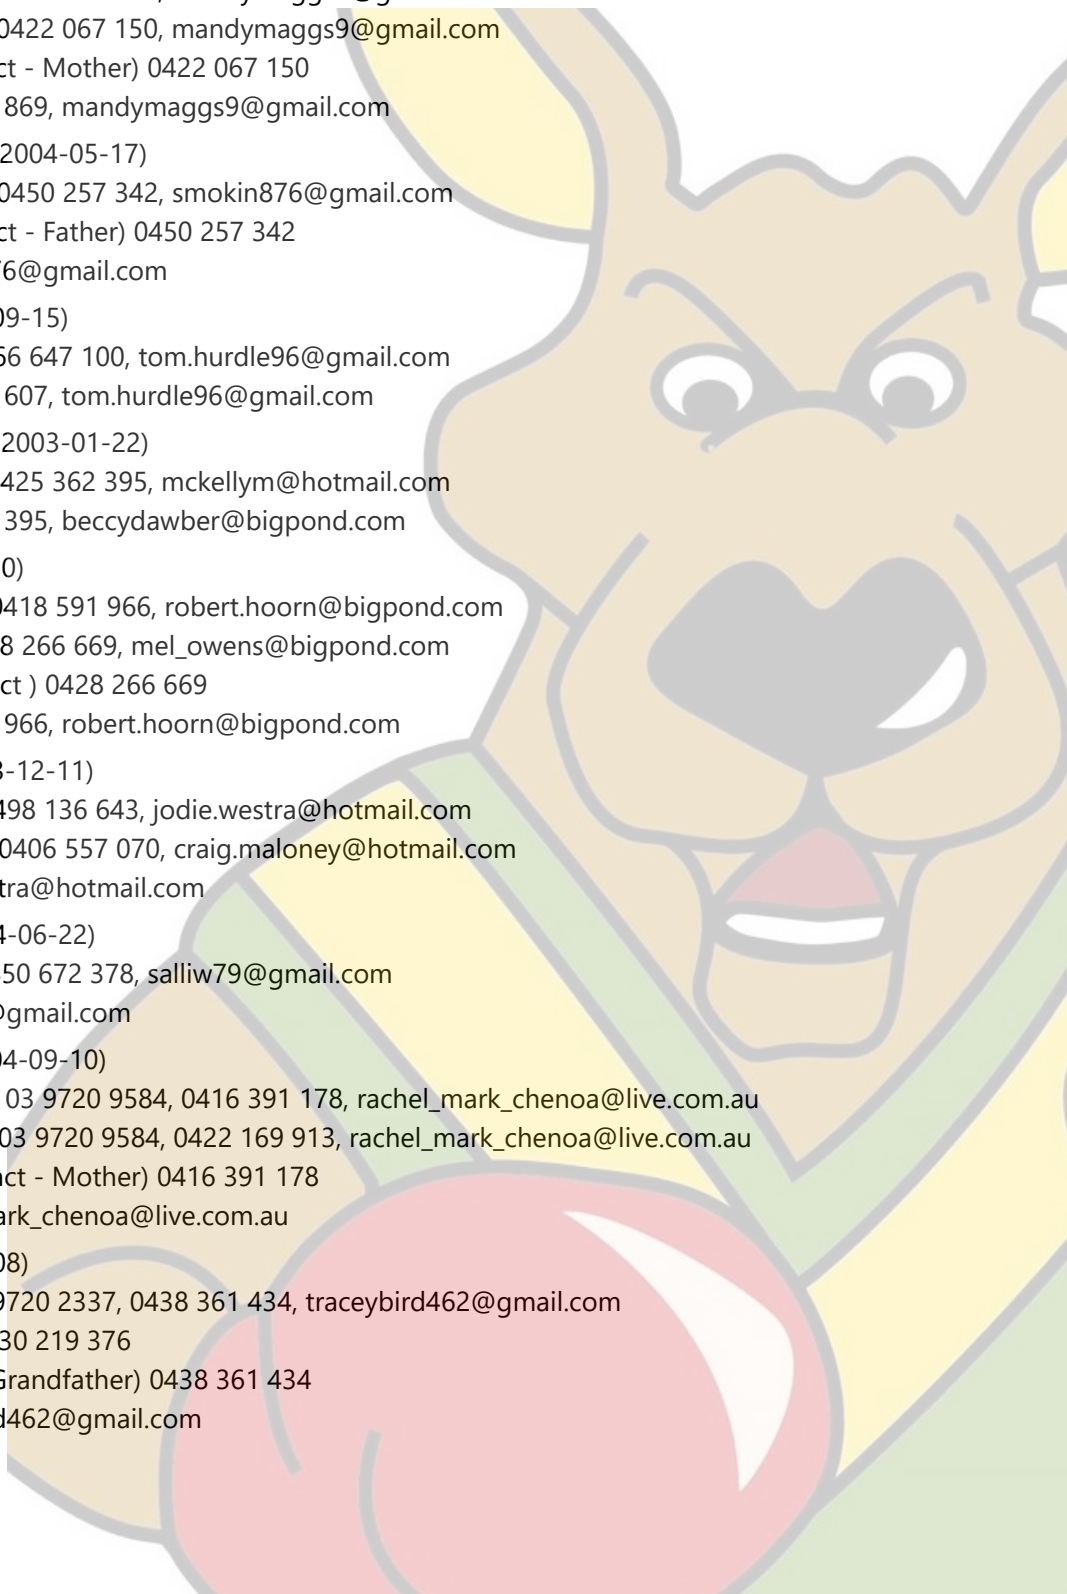 0422 067 150, mandymaggs9@gmail.com
ct - Mother) 0422 067 150
869, mandymaggs9@gmail.com
2004-05-17)
0450 257 342, smokin876@gmail.com
ct - Father) 0450 257 342
6@gmail.com
09-15)
66 647 100, tom.hurdle96@gmail.com
607, tom.hurdle96@gmail.com
2003-01-22)
425 362 395, mckellym@hotmail.com
395, beccydawber@bigpond.com
0)
0418 591 966, robert.hoorn@bigpond.com
8 266 669, mel_owens@bigpond.com
ct ) 0428 266 669
966, robert.hoorn@bigpond.com
-12-11)
498 136 643, jodie.westra@hotmail.com
0406 557 070, craig.maloney@hotmail.com
tra@hotmail.com
4-06-22)
50 672 378, salliw79@gmail.com
@gmail.com
04-09-10)
03 9720 9584, 0416 391 178, rachel_mark_chenoa@live.com.au
03 9720 9584, 0422 169 913, rachel_mark_chenoa@live.com.au
ct - Mother) 0416 391 178
ark_chenoa@live.com.au
08)
9720 2337, 0438 361 434, traceybird462@gmail.com
30 219 376
Grandfather) 0438 361 434
d462@gmail.com